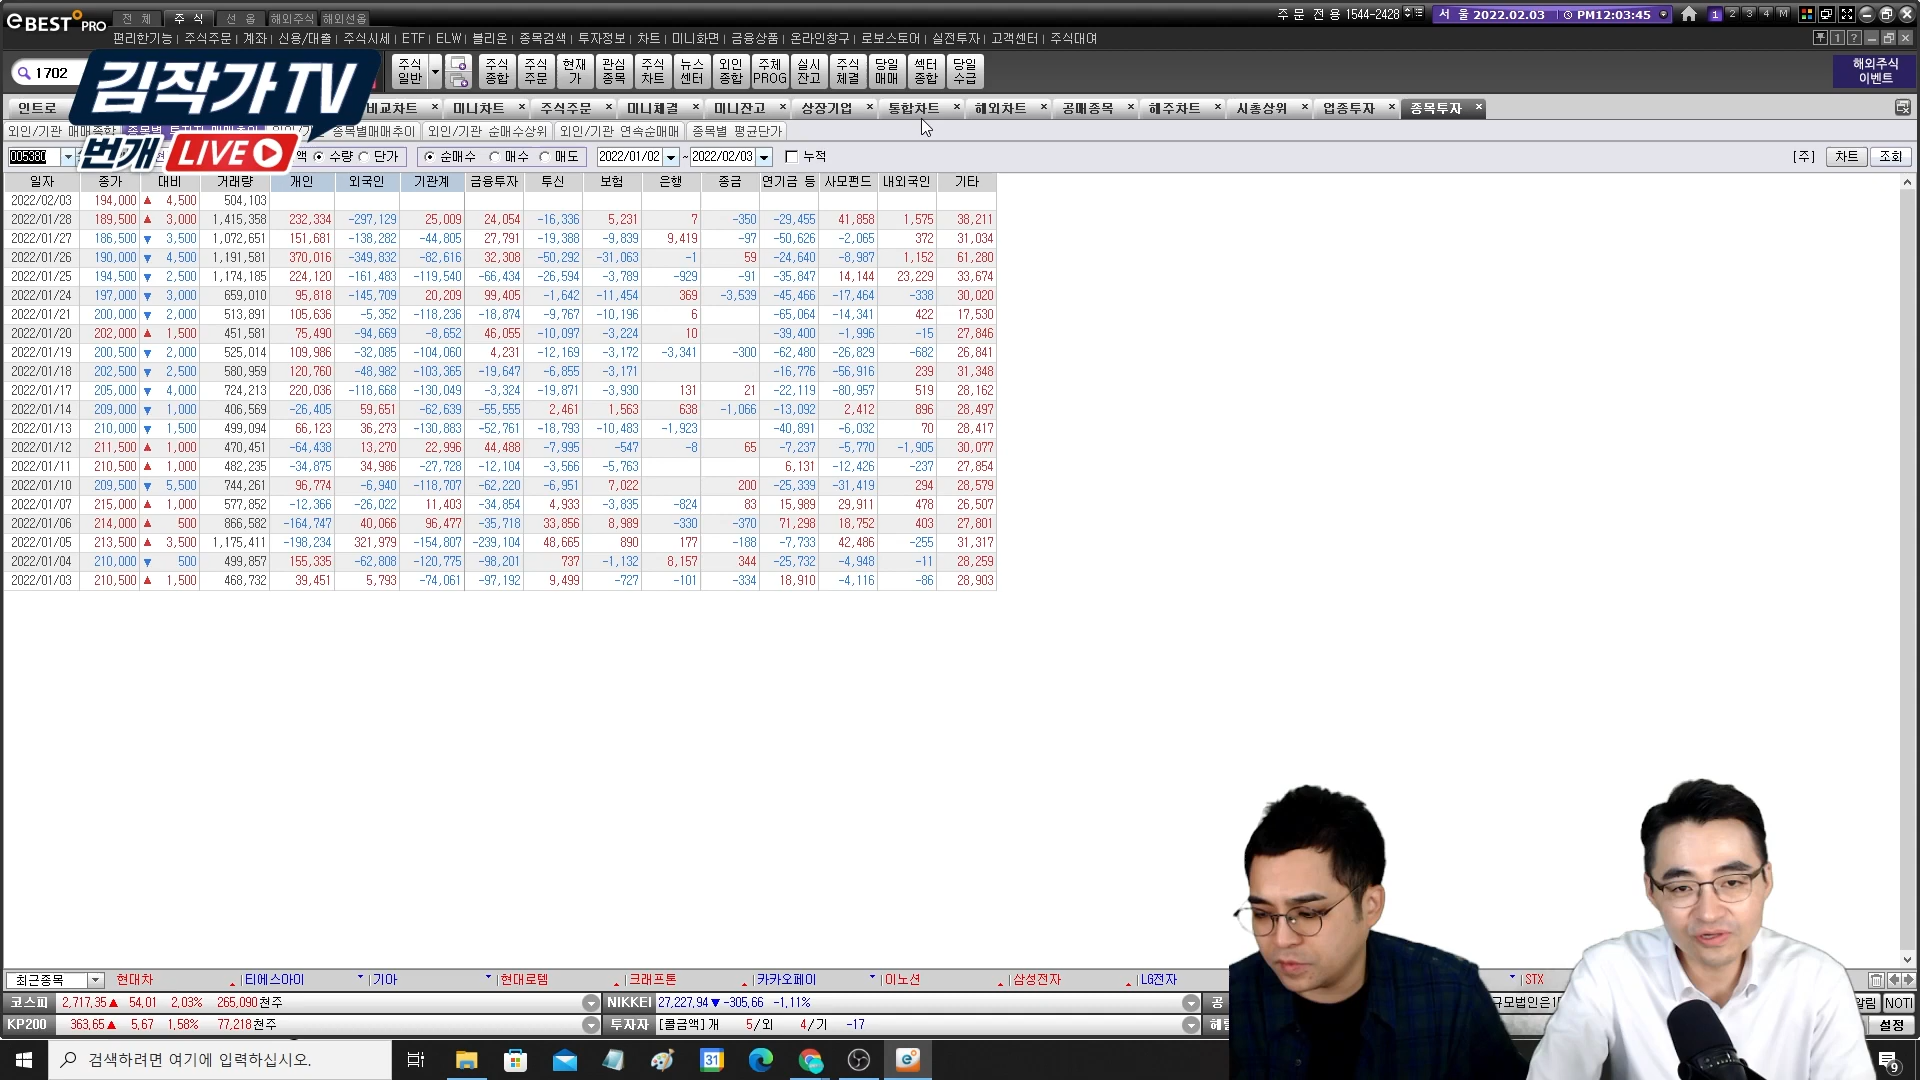 eBEST PRO 전 체 주 식 선 옵 해외주식 해외선옵 주 문 전 용 1544-2428 서 울 2022.02.03 PM12:03:45 1 2 3 4 M
편리한기능 주식주문 계좌 신용/대출 주식시세 ETF ELW 블리온 종목검색 투자정보 차트 미니화면 금융상품 온라인창구 로보스토어 실전투자 고객센터 주식대여
1702 주식 일반 주식 종합 주식 주문 현재 가 관심 종목 주식 차트 뉴스 센터 외인 종합 주체 PROG 실시 잔고 주식 체결 당일 매매 섹터 종합 당일 수급 해외주식 이벤트
김작가TV
번개 LIVE
인트로 비교차트 미니차트 주식주문 미니체결 미니잔고 상장기업 통합차트 해외차트 공매종목 해주차트 시총상위 업종투자 종목투자
외인/기관 매매종합 종목별매매추이 외인/기관 순매수상위 외인/기관 연속순매매 종목별 평균단가
005380 액 수량 단가 순매수 매수 매도 2022/01/02 ~ 2022/02/03 누적 [주] 차트 조회
일자 종가 대비 거래량 개인 외국인 기관계 금융투자 투신 보험 은행 종금 연기금 등 사모펀드 내외국인 기타
2022/02/03 194,000 ▲ 4,500 504,103
2022/01/28 189,500 ▲ 3,000 1,415,358 232,334 -297,129 25,009 24,054 -16,336 5,231 7 -350 -29,455 41,858 1,575 38,211
2022/01/27 186,500 ▼ 3,500 1,072,651 151,681 -138,282 -44,805 27,791 -19,388 -9,839 9,419 -97 -50,626 -2,065 372 31,034
2022/01/26 190,000 ▼ 4,500 1,191,581 370,016 -349,832 -82,616 32,308 -50,292 -31,063 -1 59 -24,640 -8,987 1,152 61,280
2022/01/25 194,500 ▼ 2,500 1,174,185 224,120 -161,483 -119,540 -66,434 -26,594 -3,789 -929 -91 -35,847 14,144 23,229 33,674
2022/01/24 197,000 ▼ 3,000 659,010 95,818 -145,709 20,209 99,405 -1,642 -11,454 369 -3,539 -45,466 -17,464 -338 30,020
2022/01/21 200,000 ▼ 2,000 513,891 105,636 -5,352 -118,236 -18,874 -9,767 -10,196 6 -65,064 -14,341 422 17,530
2022/01/20 202,000 ▲ 1,500 451,581 75,490 -94,669 -8,652 46,055 -10,097 -3,224 10 -39,400 -1,996 -15 27,846
2022/01/19 200,500 ▼ 2,000 525,014 109,986 -32,085 -104,060 4,231 -12,169 -3,172 -3,341 -300 -62,480 -26,829 -682 26,841
2022/01/18 202,500 ▼ 2,500 580,959 120,760 -48,982 -103,365 -19,647 -6,855 -3,171 -16,776 -56,916 239 31,348
2022/01/17 205,000 ▼ 4,000 724,213 220,036 -118,668 -130,049 -3,324 -19,871 -3,930 131 21 -22,119 -80,957 519 28,162
2022/01/14 209,000 ▼ 1,000 406,569 -26,405 59,651 -62,639 -55,555 2,461 1,563 638 -1,066 -13,092 2,412 896 28,497
2022/01/13 210,000 ▼ 1,500 499,094 66,123 36,273 -130,883 -52,761 -18,793 -10,483 -1,923 -40,891 -6,032 70 28,417
2022/01/12 211,500 ▲ 1,000 470,451 -64,438 13,270 22,996 44,488 -7,995 -547 -8 65 -7,237 -5,770 -1,905 30,077
2022/01/11 210,500 ▲ 1,000 482,235 -34,875 34,986 -27,728 -12,104 -3,566 -5,763 6,131 -12,426 -237 27,854
2022/01/10 209,500 ▼ 5,500 744,261 96,774 -6,940 -118,707 -62,220 -6,951 7,022 200 -25,339 -31,419 294 28,579
2022/01/07 215,000 ▲ 1,000 577,852 -12,366 -26,022 11,403 -34,854 4,933 -3,835 -824 83 15,989 29,911 478 26,507
2022/01/06 214,000 ▲ 500 866,582 -164,747 40,066 96,477 -35,718 33,856 8,989 -330 -370 71,298 18,752 403 27,801
2022/01/05 213,500 ▲ 3,500 1,175,411 -198,234 321,979 -154,807 -239,104 48,665 890 177 -188 -7,733 42,486 -255 31,317
2022/01/04 210,000 ▼ 500 499,857 155,335 -62,808 -120,775 -98,201 737 -1,132 8,157 344 -25,732 -4,948 -11 28,259
2022/01/03 210,500 ▲ 1,500 468,732 39,451 5,793 -74,061 -97,192 9,499 -727 -101 -334 18,910 -4,116 -86 28,903
최근종목 현대차 티에스아이 기아 현대로템 크래프톤 카카오페이 이노션 삼성전자 LG전자 STX
코스피 2,717,35▲ 54,01 2,03% 265,090천주 NIKKEI 27,227,94▼ -305,66 -1,11% 공 규모법인은 알림 NOTI
KP200 363,65▲ 5,67 1,58% 77,218천주 투자자 [콜금액]개 5/외 4/기 -17 헤 설정
검색하려면 여기에 입력하십시오. 31 9